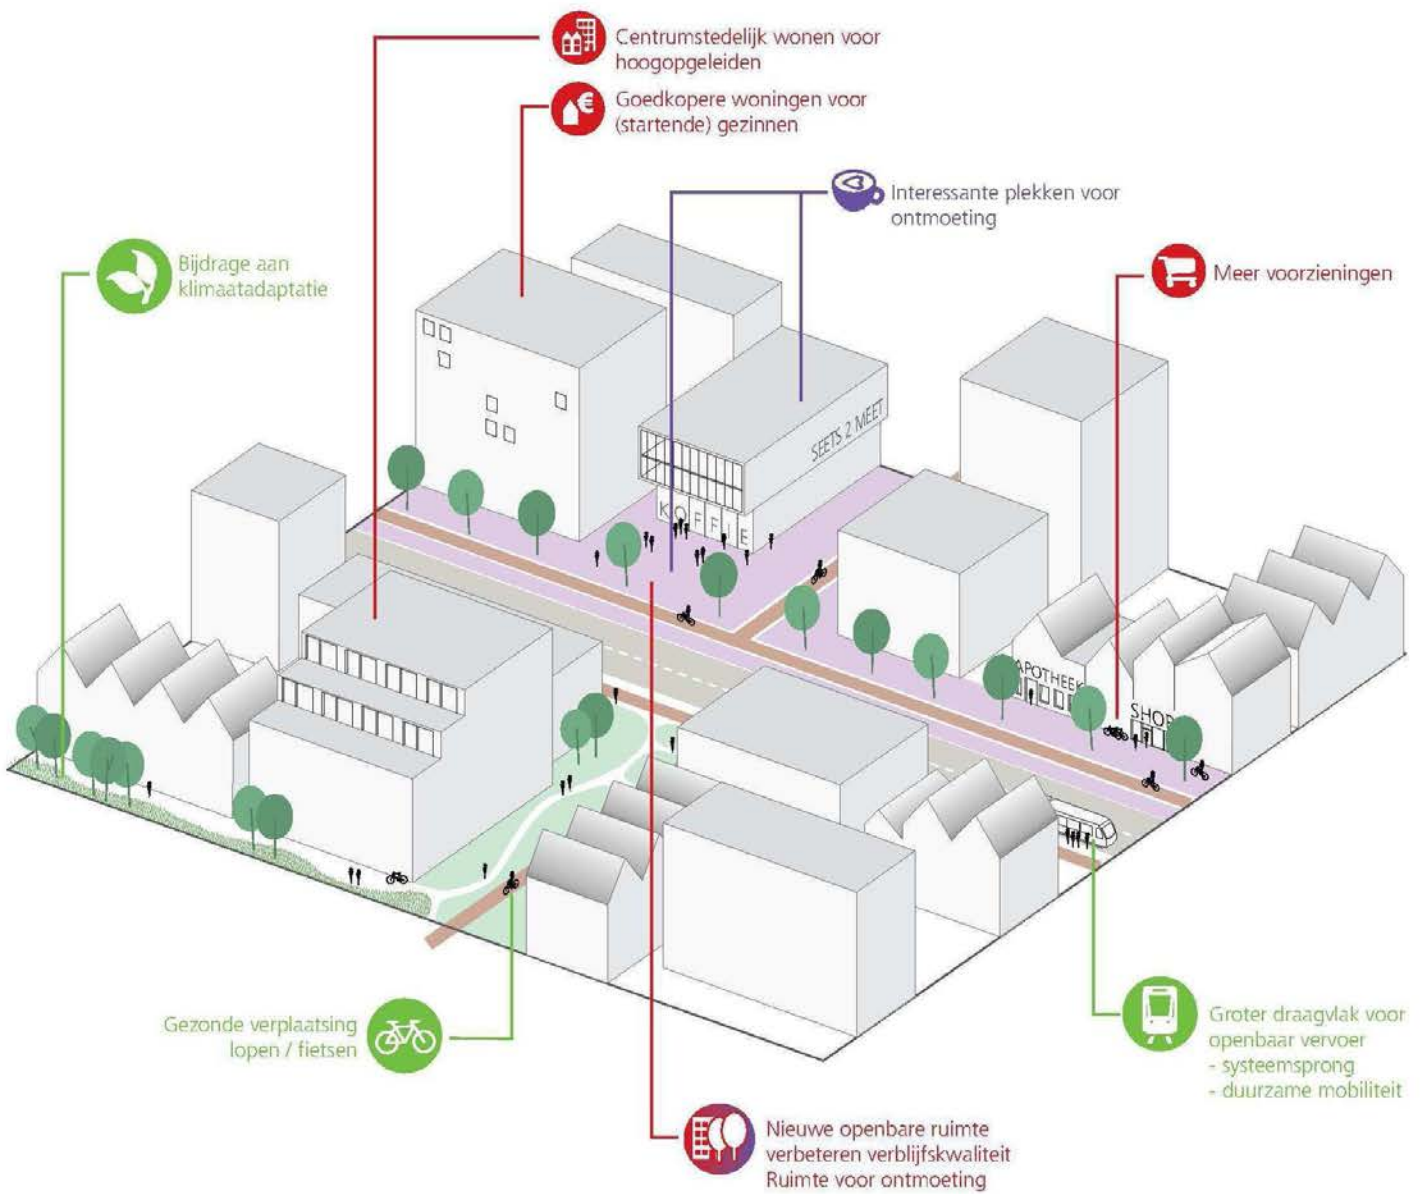 Centrumstedelijk wonen voor
hoogopgeleiden
Goedkopere woningen voor
(startende) gezinnen
Interessante plekken voor
ontmoeting
Bijdrage aan
klimaatadaptatie
Meer voorzieningen
SEETS 2 MEET
KOFFIE
APOTHEEK
SHOP
Gezonde verplaatsing
lopen / fietsen
Groter draagvlak voor
openbaar vervoer
- systeemsprong
- duurzame mobiliteit
Nieuwe openbare ruimte
verbeteren verblijfskwaliteit
Ruimte voor ontmoeting